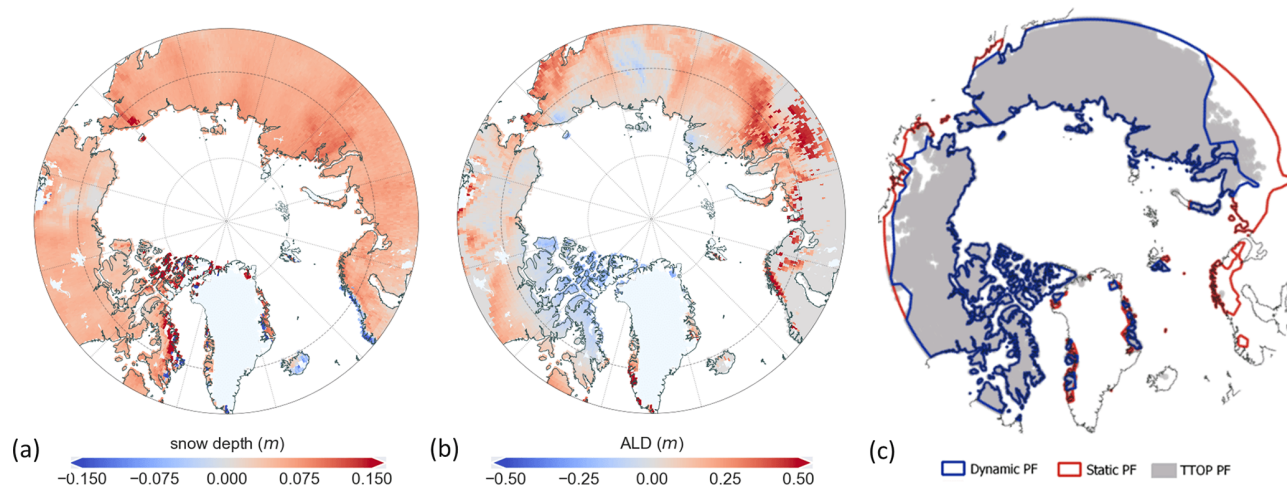 (a)
snow depth (m)
−0.150 −0.075 0.000 0.075 0.150
(b)
ALD (m)
−0.50 −0.25 0.00 0.25 0.50
(c)
Dynamic PF Static PF TTOP PF